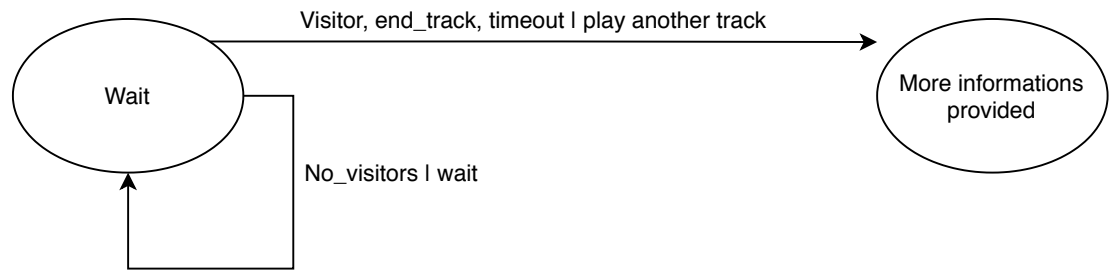 Visitor, end_track, timeout | play another track
Wait
More informations
provided
No_visitors | wait